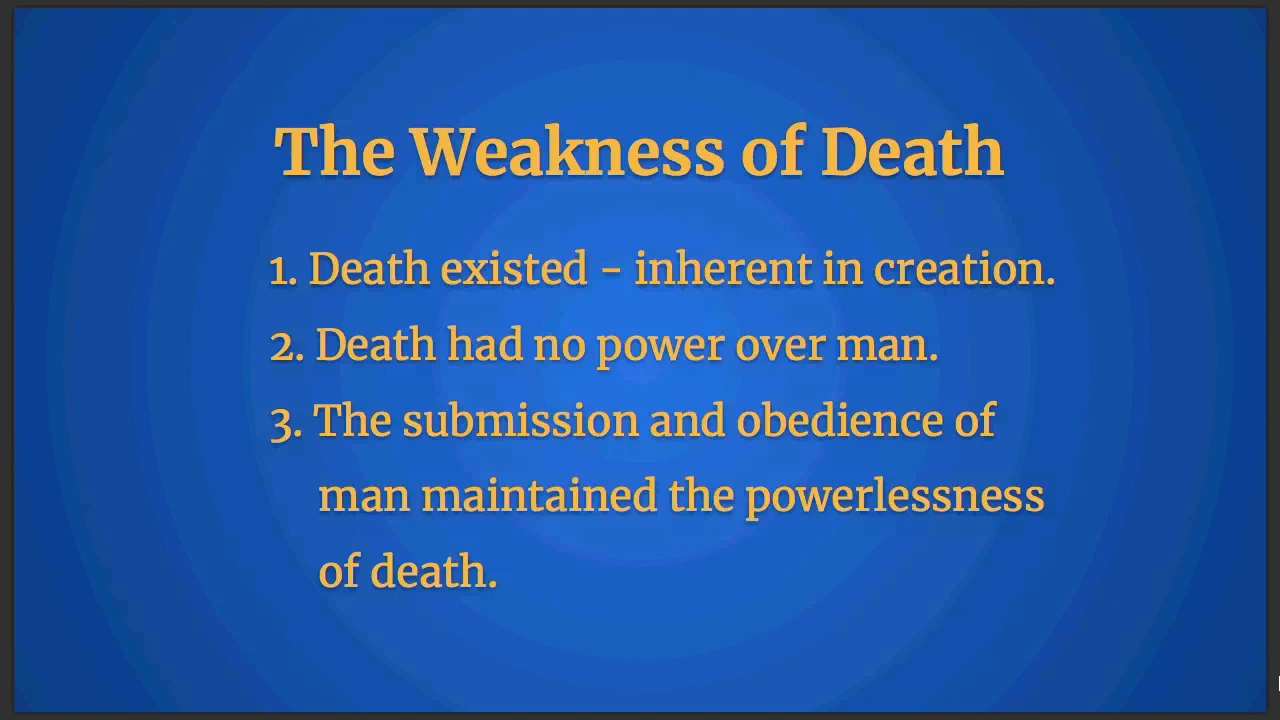 The Weakness of Death
1. Death existed - inherent in creation.
2. Death had no power over man.
3. The submission and obedience of
man maintained the powerlessness
of death.